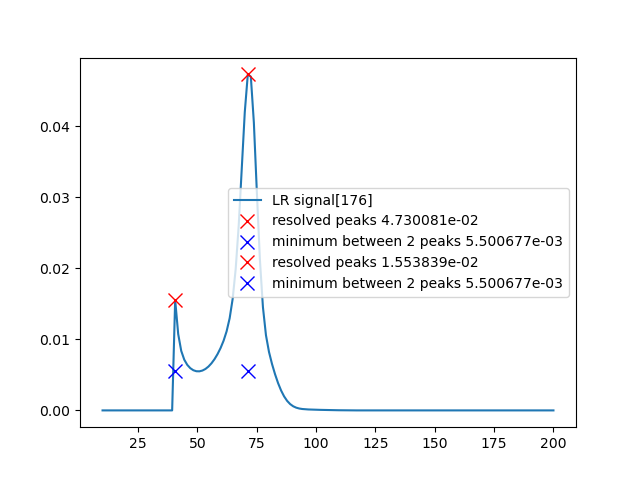 0.04
0.03
0.02
0.01
0.00
LR signal[176]
resolved peaks 4.730081e-02
minimum between 2 peaks 5.500677e-03
resolved peaks 1.553839e-02
minimum between 2 peaks 5.500677e-03
25 50 75 100 125 150 175 200